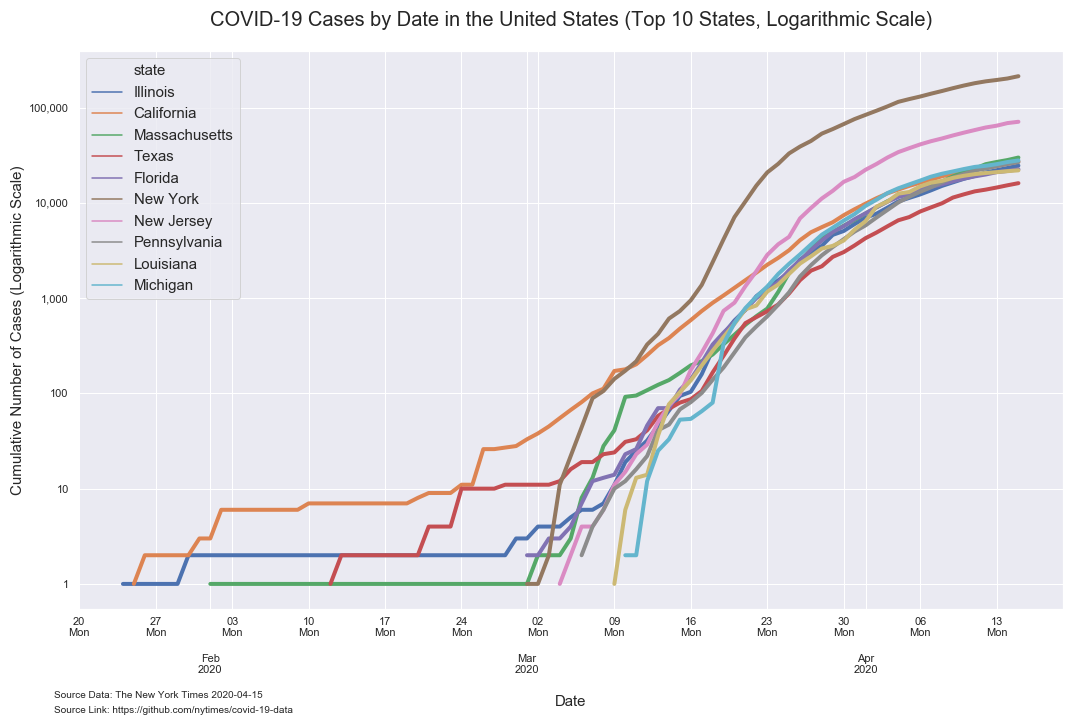 COVID-19 Cases by Date in the United States (Top 10 States, Logarithmic Scale)
Cumulative Number of Cases (Logarithmic Scale)
state
Illinois
California
Massachusetts
Texas
Florida
New York
New Jersey
Pennsylvania
Louisiana
Michigan
100,000
10,000
1,000
100
10
1
20 27 03 10 17 24 02 09 16 23 30 06 13
Mon Mon Mon Mon Mon Mon Mon Mon Mon Mon Mon Mon Mon
Feb Mar Apr
2020 2020 2020
Date
Source Data: The New York Times 2020-04-15
Source Link: https://github.com/nytimes/covid-19-data